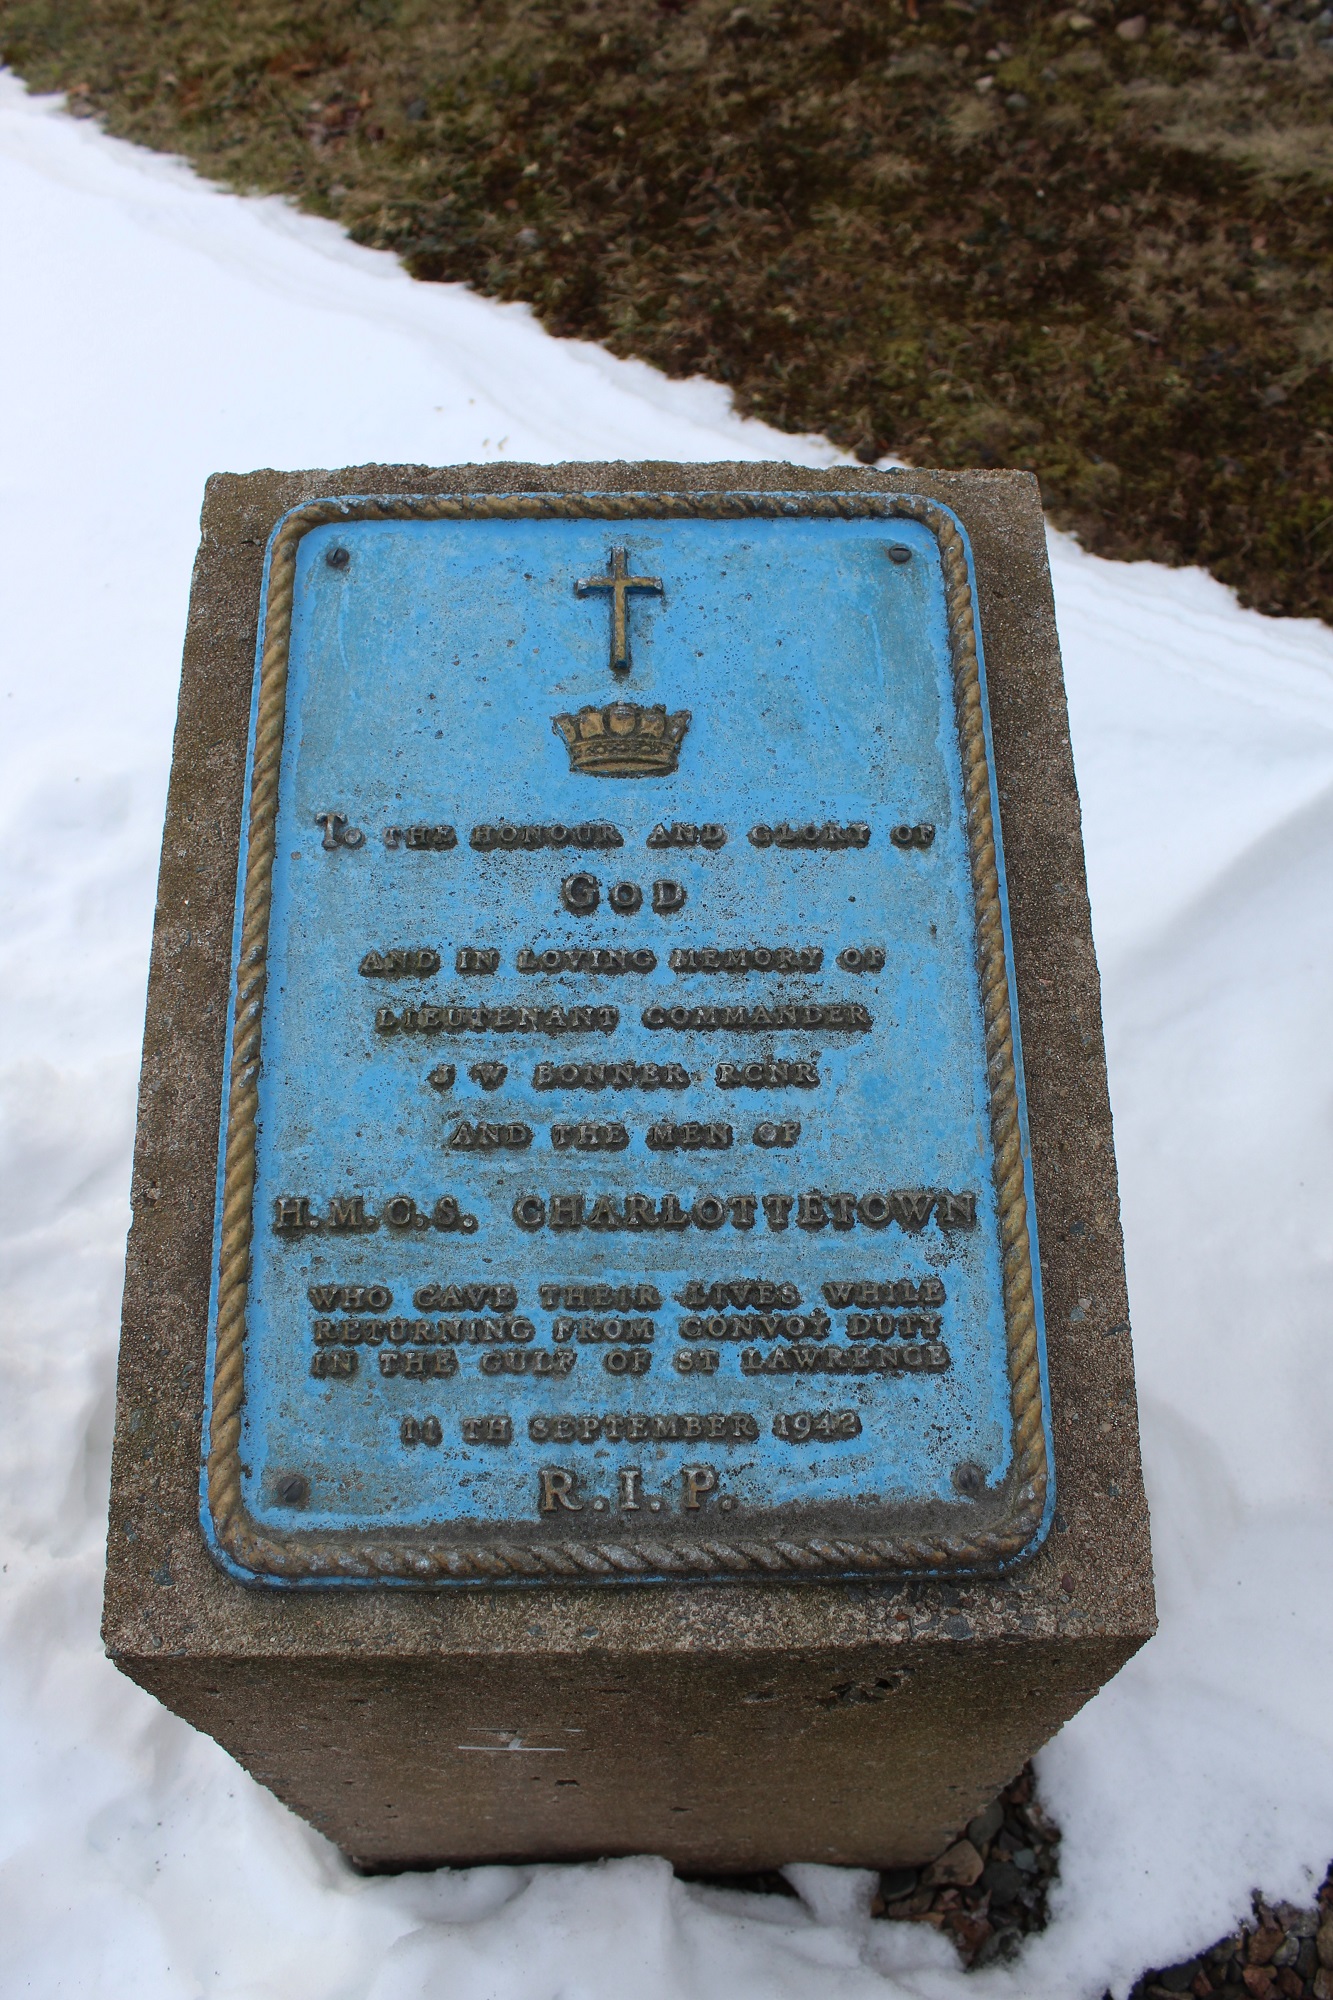 To THE HONOUR AND GLORY OF
GOD
AND IN LOVING MEMORY OF
LIEUTENANT COMMANDER
J W BONNER RCNR
AND THE MEN OF
H.M.C.S. CHARLOTTETOWN
WHO GAVE THEIR LIVES WHILE
RETURNING FROM CONVOY DUTY
IN THE GULF OF ST LAWRENCE
11 TH SEPTEMBER 1942
R.I.P.